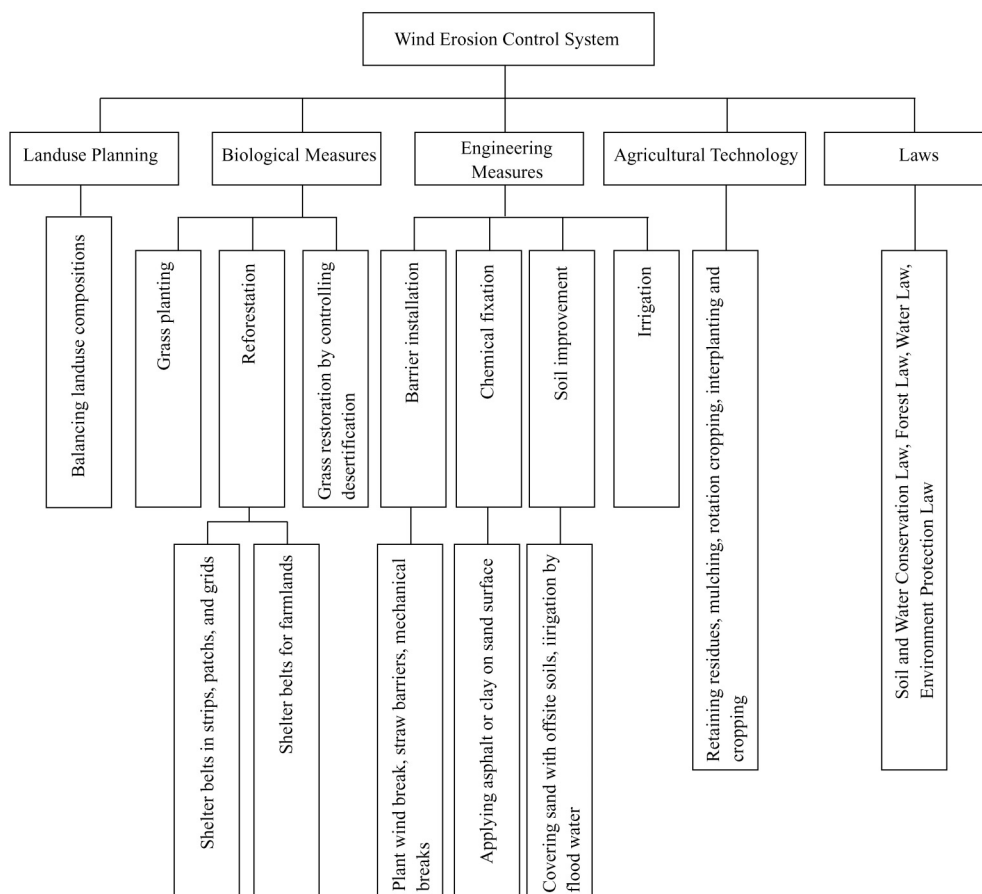 Wind Erosion Control System
Landuse Planning
Biological Measures
Engineering
Measures
Agricultural Technology
Laws
Balancing landuse compositions
Grass planting
Reforestation
Grass restoration by controlling
desertification
Barrier installation
Chemical fixation
Soil improvement
Irrigation
Retaining residues, mulching, rotation cropping, interplanting and
cropping
Soil and Water Conservation Law, Forest Law, Water Law,
Environment Protection Law
Shelter belts in strips, patchs, and grids
Shelter belts for farmlands
Plant wind break, straw barriers, mechanical
breaks
Applying asphalt or clay on sand surface
Covering sand with offsite soils, iirigation by
flood water